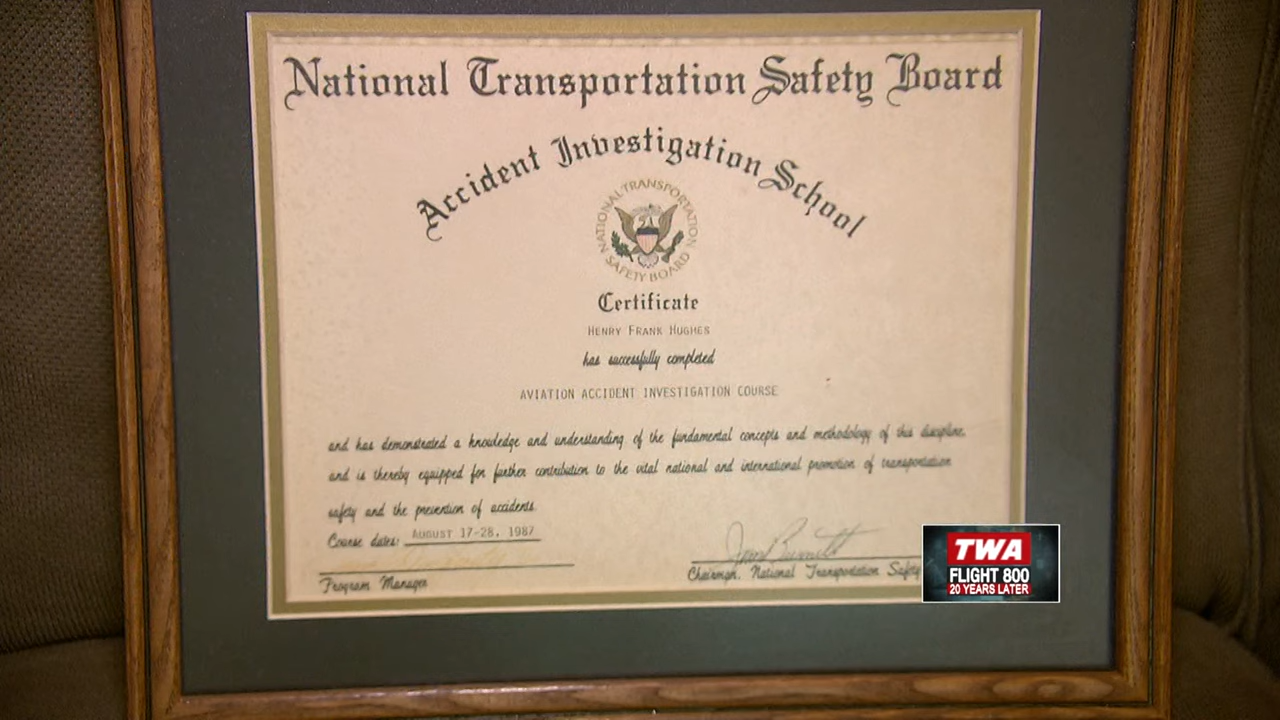 National Transportation Safety Board
Accident Investigation School
NATIONAL TRANSPORTATION
SAFETY BOARD
Certificate
HENRY FRANK HUGHES
has successfully completed
AVIATION ACCIDENT INVESTIGATION COURSE
and has demonstrated a knowledge and understanding of the fundamental concepts and methodology of this discipline
and is thereby equipped for further contribution to the vital national and international promotion of transportation
safety and the prevention of accidents.
Course dates: AUGUST 17-28, 1987
Jim Burnett
Program Manager
Chairman, National Transportation Safety
TWA
FLIGHT 800
20 YEARS LATER